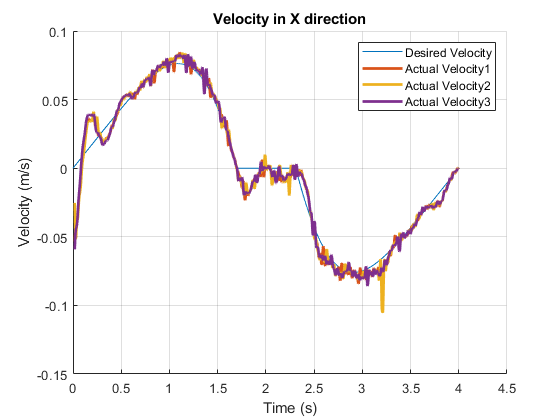 Velocity in X direction
Desired Velocity
Actual Velocity1
Actual Velocity2
Actual Velocity3
0.1
0.05
0
-0.05
-0.1
-0.15
Velocity (m/s)
0 0.5 1 1.5 2 2.5 3 3.5 4 4.5
Time (s)